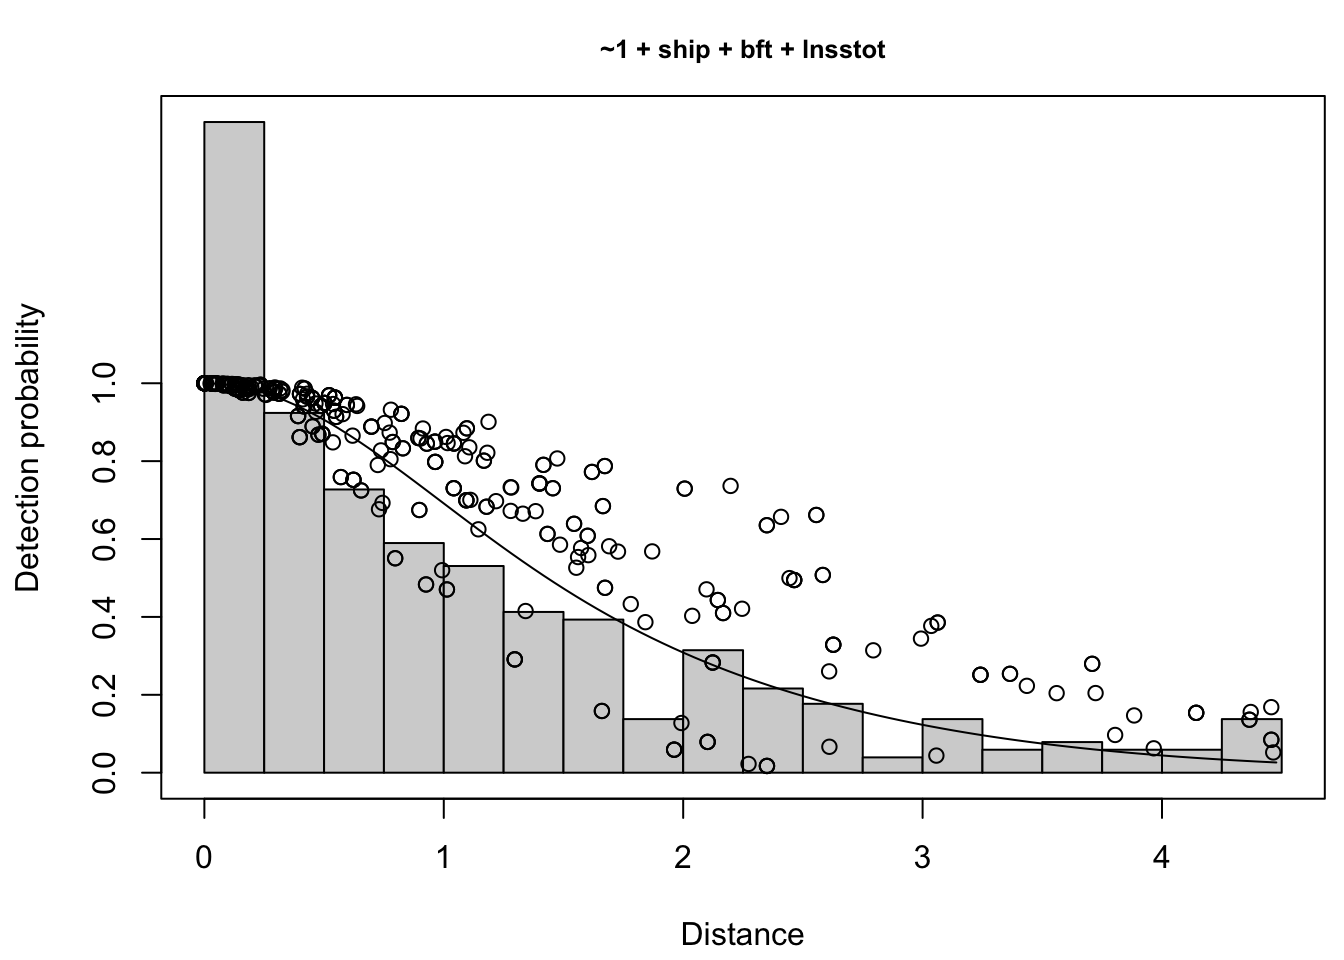 ~1 + ship + bft + lnsstot
Detection probability
1.0
0.8
0.6
0.4
0.2
0.0
0 1 2 3 4
Distance